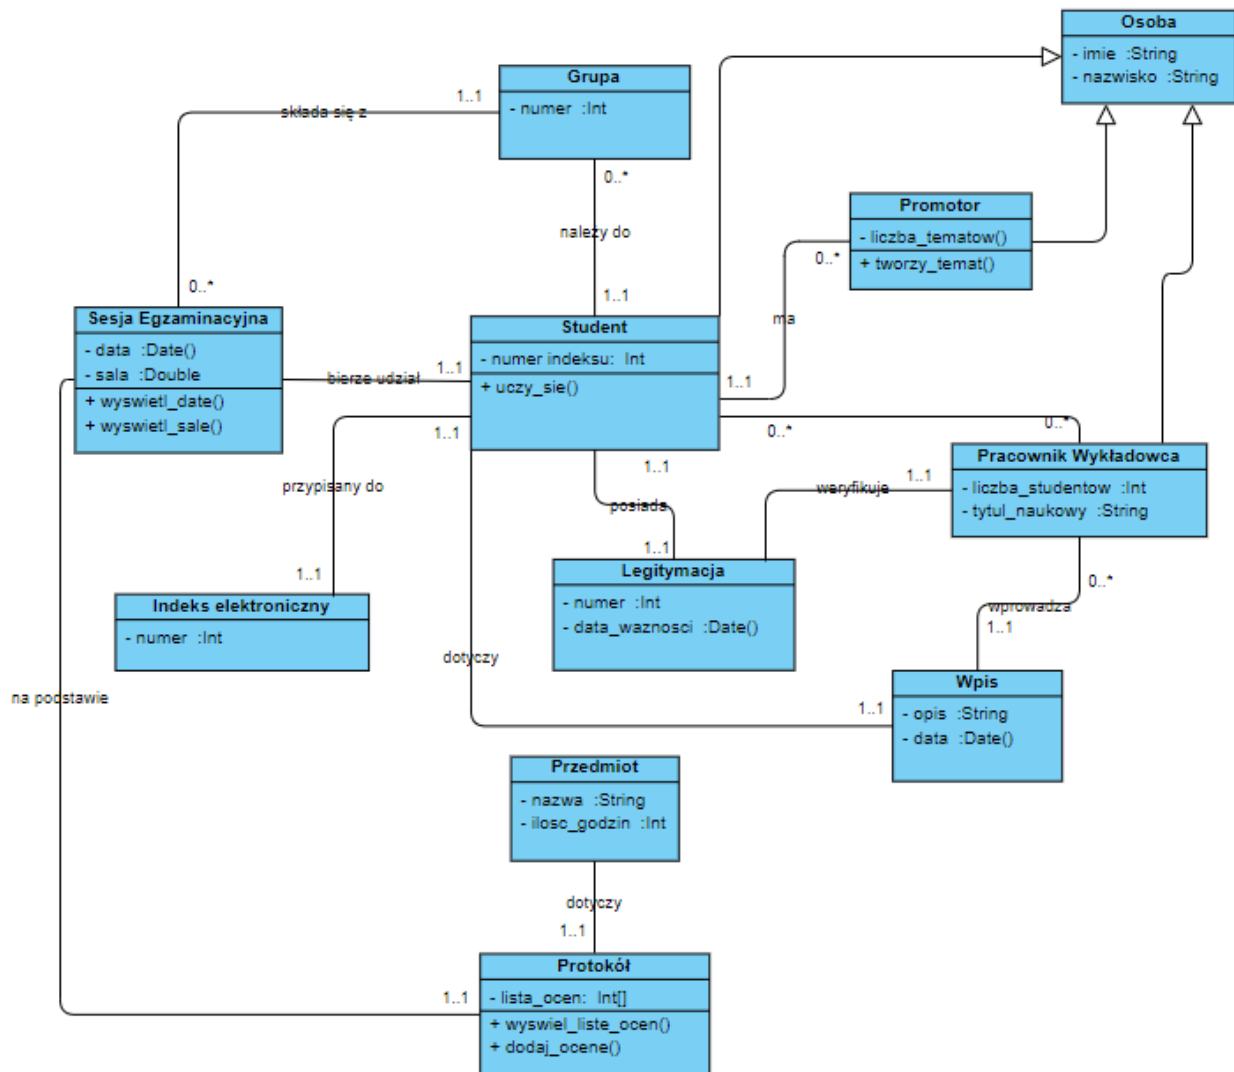 Osoba
- imie :String
- nazwisko :String
Grupa
- numer :Int
1..1
składa się z
0..*
należy do
1..1
0..*
Promotor
- liczba_tematow()
+ tworzy_temat()
0..*
ma
1..1
Sesja Egzaminacyjna
- data :Date()
- sala :Double
+ wyswietl_date()
+ wyswietl_sale()
bierze udział
1..1
Student
- numer indeksu: Int
+ uczy_sie()
0..*
0..*
1..1
przypisany do
1..1
1..1
posiada
1..1
weryfikuje
1..1
Pracownik Wykładowca
- liczba_studentow :Int
- tytul_naukowy :String
0..*
wprowadza
1..1
Indeks elektroniczny
- numer :Int
Legitymacja
- numer :Int
- data_waznosci :Date()
dotyczy
1..1
Wpis
- opis :String
- data :Date()
na podstawie
Przedmiot
- nazwa :String
- ilosc_godzin :Int
dotyczy
1..1
1..1
Protokół
- lista_ocen: Int[]
+ wyswiel_liste_ocen()
+ dodaj_ocene()